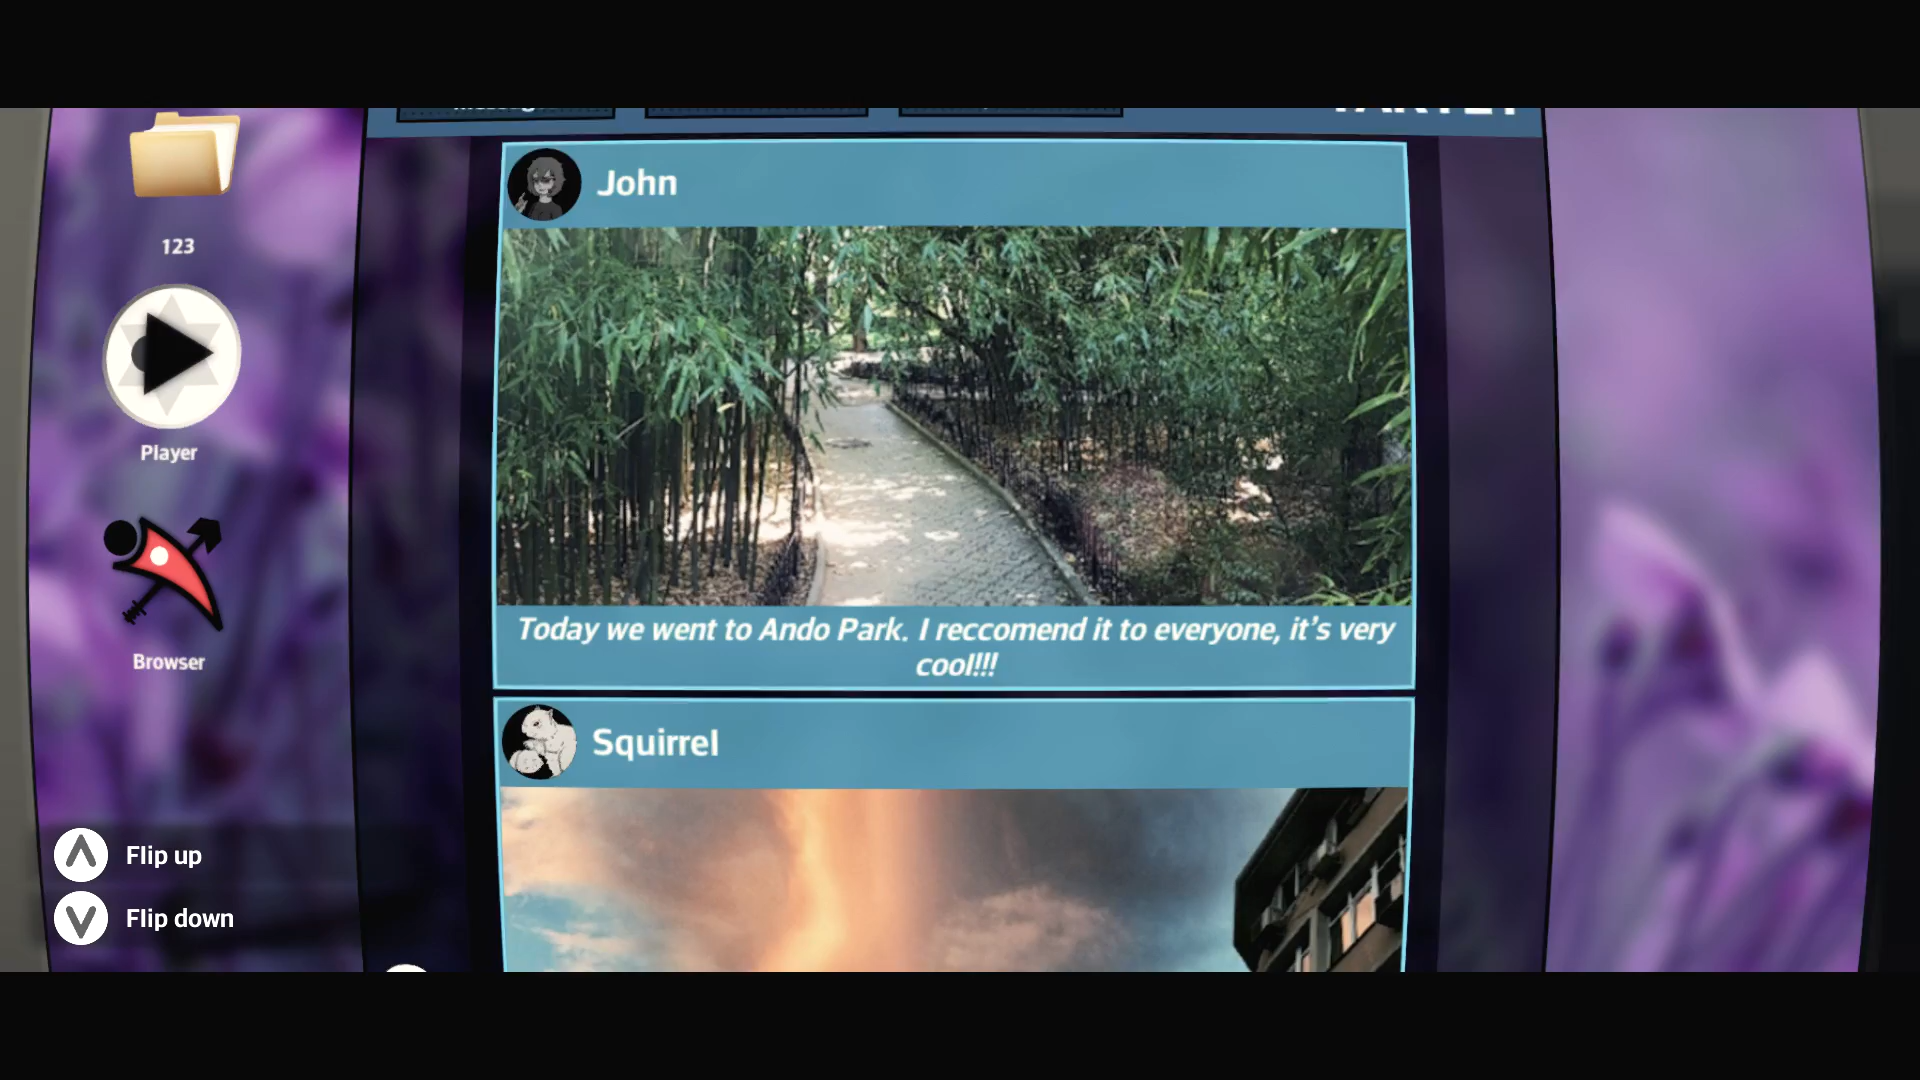 123
Player
Browser
John
Today we went to Ando Park. I reccomend it to everyone, it's very
cool!!!
Squirrel
Flip up
Flip down